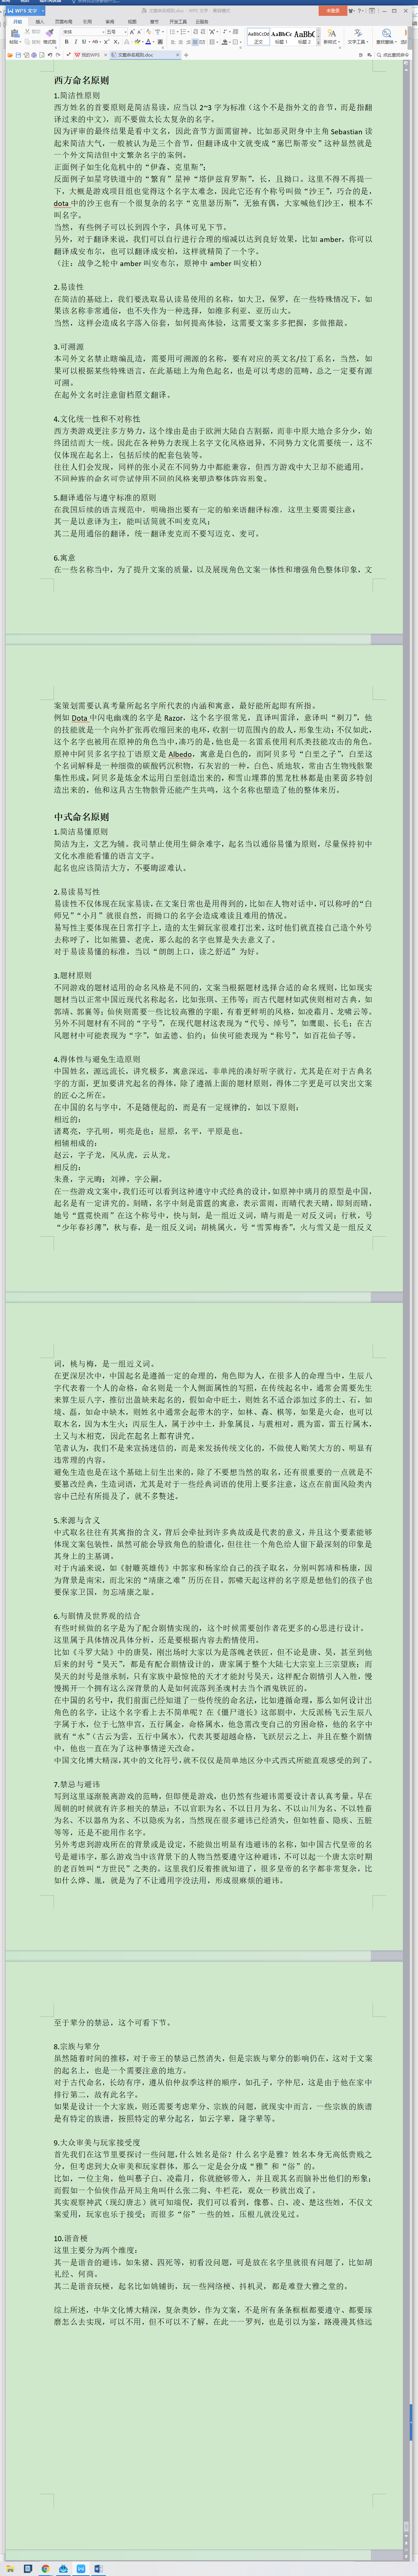 西方命名原则
1.简洁性原则
西方姓名的首要原则是简洁易读，应当以 2~3 字为标准（这个不是指外文的音节，而是指翻
译过来的中文），而不要做太长太复杂的名字。
因为评审的最终结果是看中文名，因此音节方面需留神。比如恶灵附身中主角 Sebastian 读
起来简洁大气，一般被认为是三个音节，但翻译成中文就变成“塞巴斯蒂安”这种显然就是
一个外文简洁但中文繁杂名字的案例。
正面例子如生化危机中的“伊森、克里斯”；
反面例子如星穹铁道中的“繁育”星神“塔伊兹育罗斯”，长，且拗口。这里不得不再提一
下，大概是游戏项目组也觉得这个名字太难念，因此它还有个称号叫做“沙王”，巧合的是，
dota 中的沙王也有一个很复杂的名字“克里瑟历斯”，无独有偶，大家喊他们沙王，根本不
叫名字。
当然，有些例子可以长到四个字，具体可见下节。
另外，对于翻译来说，我们可以自行进行合理的缩减以达到良好效果，比如 amber，你可以
翻译成安布尔，也可以翻译成安柏，这样就精简了一个字。
（注：战争之轮中 amber 叫安布尔，原神中 amber 叫安柏）
2.易读性
在简洁的基础上，我们要选取易认读易使用的名称，如大卫，保罗，在一些特殊情况下，如
果该名称非常通俗，也不失作为一种选择，如维多利亚、亚历山大。
当然，这样会造成名字落入俗套，如何提高体验，这需要文案多多把握，多做推敲。
3.可溯源
本司外文名禁止瞎编乱造，需要用可溯源的名称，要有对应的英文名/拉丁系名，当然，如
果可以根据某些特殊语言，在此基础上为角色起名，也是可以考虑的范畴，总之一定要有源
可溯。
在起外文名时注意留档原文翻译。
4.文化统一性和不对称性
西方类游戏更注多方势力，这个缘由是由于欧洲大陆自古割据，而非中原大地合多分少，始
终团结而大一统。因此在各种势力表现上名字文化风格迥异，不同势力文化需要统一，这不
仅体现在起名上，包括后续的配套包装等。
往往人们会发现，同样的张小灵在不同势力中都能兼容，但西方游戏中大卫却不能通用。
不同种族的命名可尝试使用不同的风格来塑造整体阵容形象。
5.翻译通俗与遵守标准的原则
在我国后续的语言规范中，明确指出要有一定的舶来语翻译标准，这里主要需要注意：
其一是以意译为主，能叫话筒就不叫麦克风；
其二是用通俗的翻译，统一翻译麦克而不要写迈克、麦可。
6.寓意
在一些名称当中，为了提升文案的质量，以及展现角色文案一体性和增强角色整体印象，文
案策划需要认真考量所起名字所代表的内涵和寓意，最好能所起即有所指。
例如 Dota 中闪电幽魂的名字是 Razor，这个名字很常见，直译叫雷泽，意译叫“剃刀”，他
的技能就是一个向外扩张再收缩回来的电环，收割一切范围内的敌人，形象生动；不仅如此，
这个名字也被用在原神的角色当中，凑巧的是，他也是一名雷系使用利爪类技能攻击的角色。
原神中阿贝多名字拉丁语原文是 Albedo，寓意是白色的，而阿贝多号“白垩之子”，白垩这
个名词解释是一种细微的碳酸钙沉积物，石灰岩的一种，白色、质地软，常由古生物残骸聚
集性形成。阿贝多是炼金术运用白垩创造出来的，和雪山埋葬的黑龙杜林都是由莱茵多特创
造出来的，他和这具古生物骸骨还能产生共鸣，这个名称也塑造了他的整体来历。
中式命名原则
1.简洁易懂原则
简洁为主，文艺为辅。我司禁止使用生僻杂难字，起名当以通俗易懂为原则，尽量保持初中
文化水准能看懂的语言文字。
起名也应该简洁大方，不要晦涩难认。
2.易读易写性
易读性不仅体现在玩家易读，在文案日常也是用得到的，比如在人物对话中，可以称呼的“白
师兄”“小月”就很自然，而拗口的名字会造成难读且难用的情况。
易写性主要体现在日常打字上，造的太生僻玩家很难打出来，这时他们就直接自己造个外号
去称呼了，比如熊猫、老虎，那么起的名字也算是失去意义了。
对于易读易懂的标准，当以“朗朗上口，读之舒适”为好。
3.题材原则
不同的游戏的题材适用的命名风格是不同的，文案当根据题材选择合适的命名规则，比如现实
题材当以正常中国近现代名称起名，比如张琪、王伟等；而古代题材如武侠则相对古典，如
郭靖、郭襄等；仙侠则需要一些比较高雅的字眼，有着更鲜明的风格，如凌霜月、龙啸云等。
另外不同题材有不同的“字号”，在现代题材这表现为“代号、绰号”，如鹰眼、长毛；在古
风题材中可能表现为“字”，如孟德、伯约；仙侠可能表现为“称号”，如百花仙子等。
4.得体性与避免生造原则
中国姓名，源远流长，讲究极多，寓意深远，非单纯的凑好听字就行。尤其是在对于古典名
字的方面，更加要讲究起名的得体，除了遵循上面的题材原则，得体二字更是可以突出文案
的匠心之所在。
在中国的名与字中，不是随便起的，而是有一定规律的，如以下原则：
相近的：
诸葛亮，字孔明，明亮是也；屈原，名平，平原是也。
相辅相成的：
赵云，字子龙，风从虎，云从龙。
相反的：
朱熹，字元晦；刘禅，字公嗣。
在一些游戏文案中，我们还可以看到这种遵守中式经典的设计，如原神中璃月的原型是中国，
起名是有一定讲究的。刻晴，名字中刻是雷霆的寓意，表示雷雨，而晴代表天晴，即刻而晴，
她号“霆霓快雨”在这个称号中，快与刻，是一组近义词，晴与雨是一对反义词；行秋，号
“少年春衫薄”，秋与春，是一组反义词；胡桃属火，号“雪霁梅香”，火与雪又是一组反义
词，桃与梅，是一组近义词。
在更深层次中，中国起名是遵循一定的命理的，角色即为人，在很多人的命理当中，生辰八
字代表着一个人的命格，命名则是一个人侧面属性的写照，在传统起名中，通常会需要先生
来算生辰八字，推衍出盈缺来起名的，假如命中旺土，则姓名不适合添加过多的土、石，如
境、磊，如命中缺木，则姓名中通常会起带木的字，如林、森、棋等，如果是火命，也可以
取木名，因为木生火；丙辰生人，属于沙中土，卦象属艮，与震相对，震为雷，雷五行属木，
土又与木相克，因此在起名上都有讲究。
笔者认为，我们不是来宣扬迷信的，而是来发扬传统文化的，不做使人贻笑大方的，明显有
违常理的内容。
避免生造也是在这个基础上衍生出来的，除了不要想当然的取名，还有很重要的一点就是不
要篡改经典，生造词语，尤其是对于一些经典词语的使用上要多注意，这点在前面风险类内
容中已经有所提及了，就不多赘述。
5.来源与含义
中式取名往往有其寓指的含义，背后会牵扯到许多典故或是代表的意义，并且这个要素能够
体现文案包装性，虽然可能会导致角色的脸谱化，但往往一个角色给人留下最深刻的印象是
其身上的主基调。
对于内涵来说，如《射雕英雄传》中郭家和杨家给自己的孩子取名，分别叫郭靖和杨康，因
为背景是南宋，而北宋的“靖康之难”历历在目，郭啸天起这样的名字原是想他们的孩子也
要保家卫国，勿忘靖康之耻。
6.与剧情及世界观的结合
有些时候做的名字是为了配合剧情实现的，这个时候需要创作者花更多的心思进行设计。
这里属于具体情况具体分析，还是要根据内容去酌情使用。
比如《斗罗大陆》中的唐昊，刚出场时大家以为是落魄老铁匠，但不论是唐、昊，甚至到他
后来的封号“昊天”，都是有配合剧情设计的，唐家属于整个大陆七大宗室上三宗望族；而
昊天的封号是继承制，只有家族中最惊艳的天才才能封号昊天，这样配合剧情引人入胜，慢
慢揭开一个拥有这么深背景的人是如何流落到圣魂村去当个酒鬼铁匠的。
在中国的名号中，我们前面已经知道了一些传统的命名法，比如遵循命理，那么如何设计出
角色的名字，让这个名字看上去不简单呢？在《僵尸道长》这部剧中，大反派杨飞云生辰八
字属于水，位于七煞申宫，五行属金，命格属水，他急需改变自己的穷困命格，他的名字中
就有“水”（古云为雲，五行中属水），代表其要超越命格，飞跃层云之上，并且在整个剧情
中，他也一直在为了这种事情逆天改命。
中国文化博大精深，其中的文化符号，就不仅仅是简单地区分中式西式所能直观感受的到了。
7.禁忌与避讳
写到这里逐渐脱离游戏的范畴，但即便是游戏，也仍然有些避讳需要设计者认真考量。早在
周朝的时候就有许多相关的禁忌：不以官职为名、不以日月为名、不以山川为名、不以牲畜
为名、不以器帛为名、不以隐疾为名，当然现在很多避讳已经消失，但如牲畜、隐疾、五脏
等等，还是不能用作名字。
另外考虑到游戏所在的背景或是设定，不能做出明显有违避讳的名称，如中国古代皇帝的名
号是避讳字，那么游戏当中该背景下的人物当然要遵守这种避讳，不可以起一个唐太宗时期
的老百姓叫“方世民”之类的。这里我们反着推就知道了，很多皇帝的名字都非常复杂，比
如什么烨、胤，就是为了不让通用字没法用，形成很麻烦的避讳。
至于辈分的禁忌，这个可看下节。
8.宗族与辈分
虽然随着时间的推移，对于帝王的禁忌已然消失，但是宗族与辈分的影响仍在，这对于文案
的起名上，也是一个需要注意的地方。
对于古代命名，长幼有序，遵从伯仲叔季这样的顺序，如孔子，字仲尼，这是由于他在家中
排行第二，故有此名字。
如果是设计一个大家族，则还需要考虑辈分、宗族的问题，就现实中而言，一些宗族的族谱
是有特定的族谱，按照特定的辈分起名，如云字辈，隆字辈等。
9.大众审美与玩家接受度
首先我们在这节里要探讨一些问题，什么姓名是俗？什么名字是雅？姓名本身无高低贵贱之
分，但考虑到大众审美和玩家群体，那么一定是会分成“雅”和“俗”的。
比如，一位主角，他叫慕子白、凌霜月，你就能够带入，并且观其名而脑补出他们的形象；
而假如一个仙侠作品开局主角叫什么张二狗、牛栏花，观众一秒就出戏了。
其实观察神武（现幻唐志）就可知端倪，我们可以看到，像慕、白、凌、楚这些姓，不仅文
案爱用，玩家也乐于接受；而很多“俗”一些的姓，压根儿就没见过。
10.谐音梗
这里主要分为两个维度：
其一是谐音的避讳，如朱猪、四死等，初看没问题，可是放在名字里就很有问题了，比如胡
礼经、何商。
其二是谐音玩梗，起名比如姚铺街，玩一些网络梗、抖机灵，都是难登大雅之堂的。
综上所述，中华文化博大精深，复杂奥妙，作为文案，不是所有条条框框都要遵守、都要琢
磨怎么去实现，可以不用，但不可以不了解，在此一一罗列，也是引以为鉴，路漫漫其修远